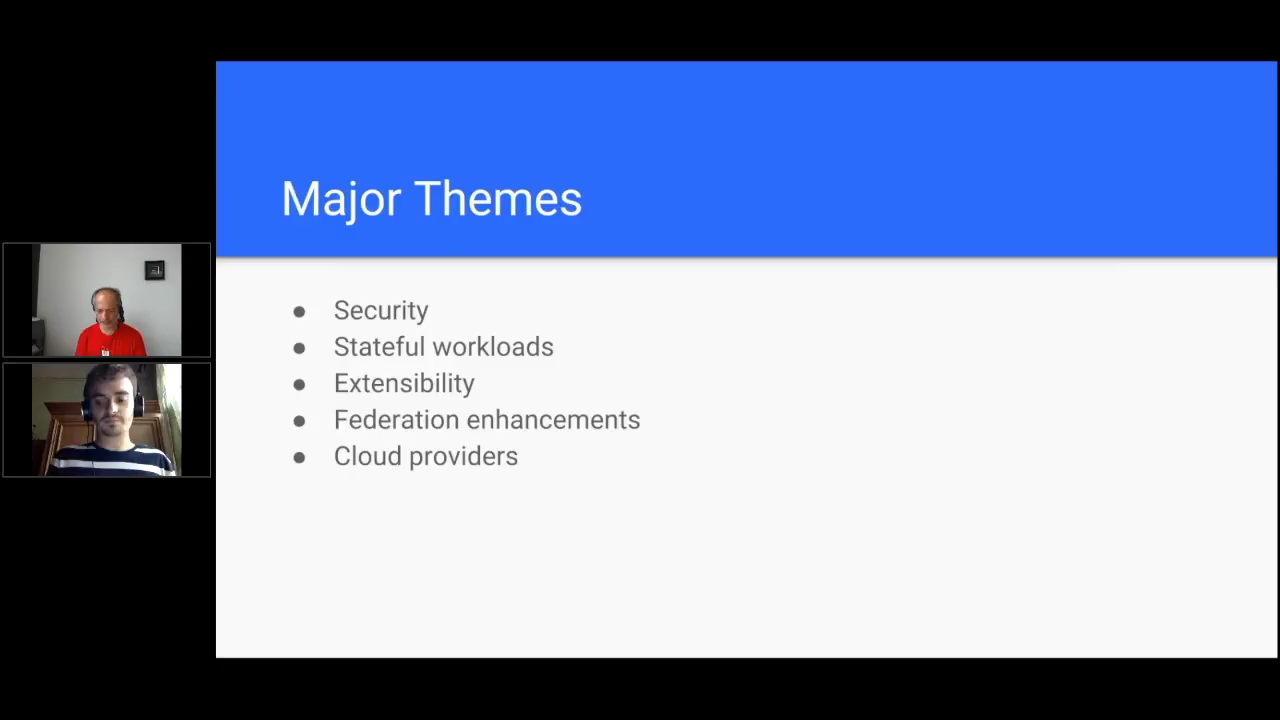 Major Themes
● Security
● Stateful workloads
● Extensibility
● Federation enhancements
● Cloud providers